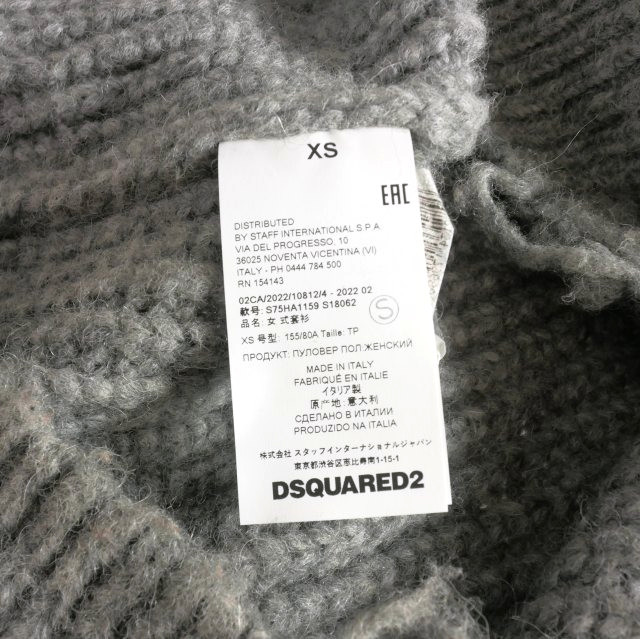 XS
EAC
DISTRIBUTED
BY STAFF INTERNATIONAL S.P.A
VIA DEL PROGRESSO, 10
36025 NOVENTA VICENTINA (VI)
ITALY - PH 0444 784 500
RN 154143
02CA/2022/10812/4 - 2022 02
款号: S75HA1159 S18062
S
品名: 女式套衫
XS 号型: 155/80A Taille: TP
ПРОДУКТ: ПУЛОВЕР ПОЛ ЖЕНСКИЙ
MADE IN ITALY
FABRIQUÉ EN ITALIE
イタリア製
原产地: 意大利
СДЕЛАНО В ИТАЛИИ
PRODUZIDO NA ITALIA
株式会社 スタッフインターナショナルジャパン
東京都渋谷区恵比寿南1-15-1
DSQUARED2